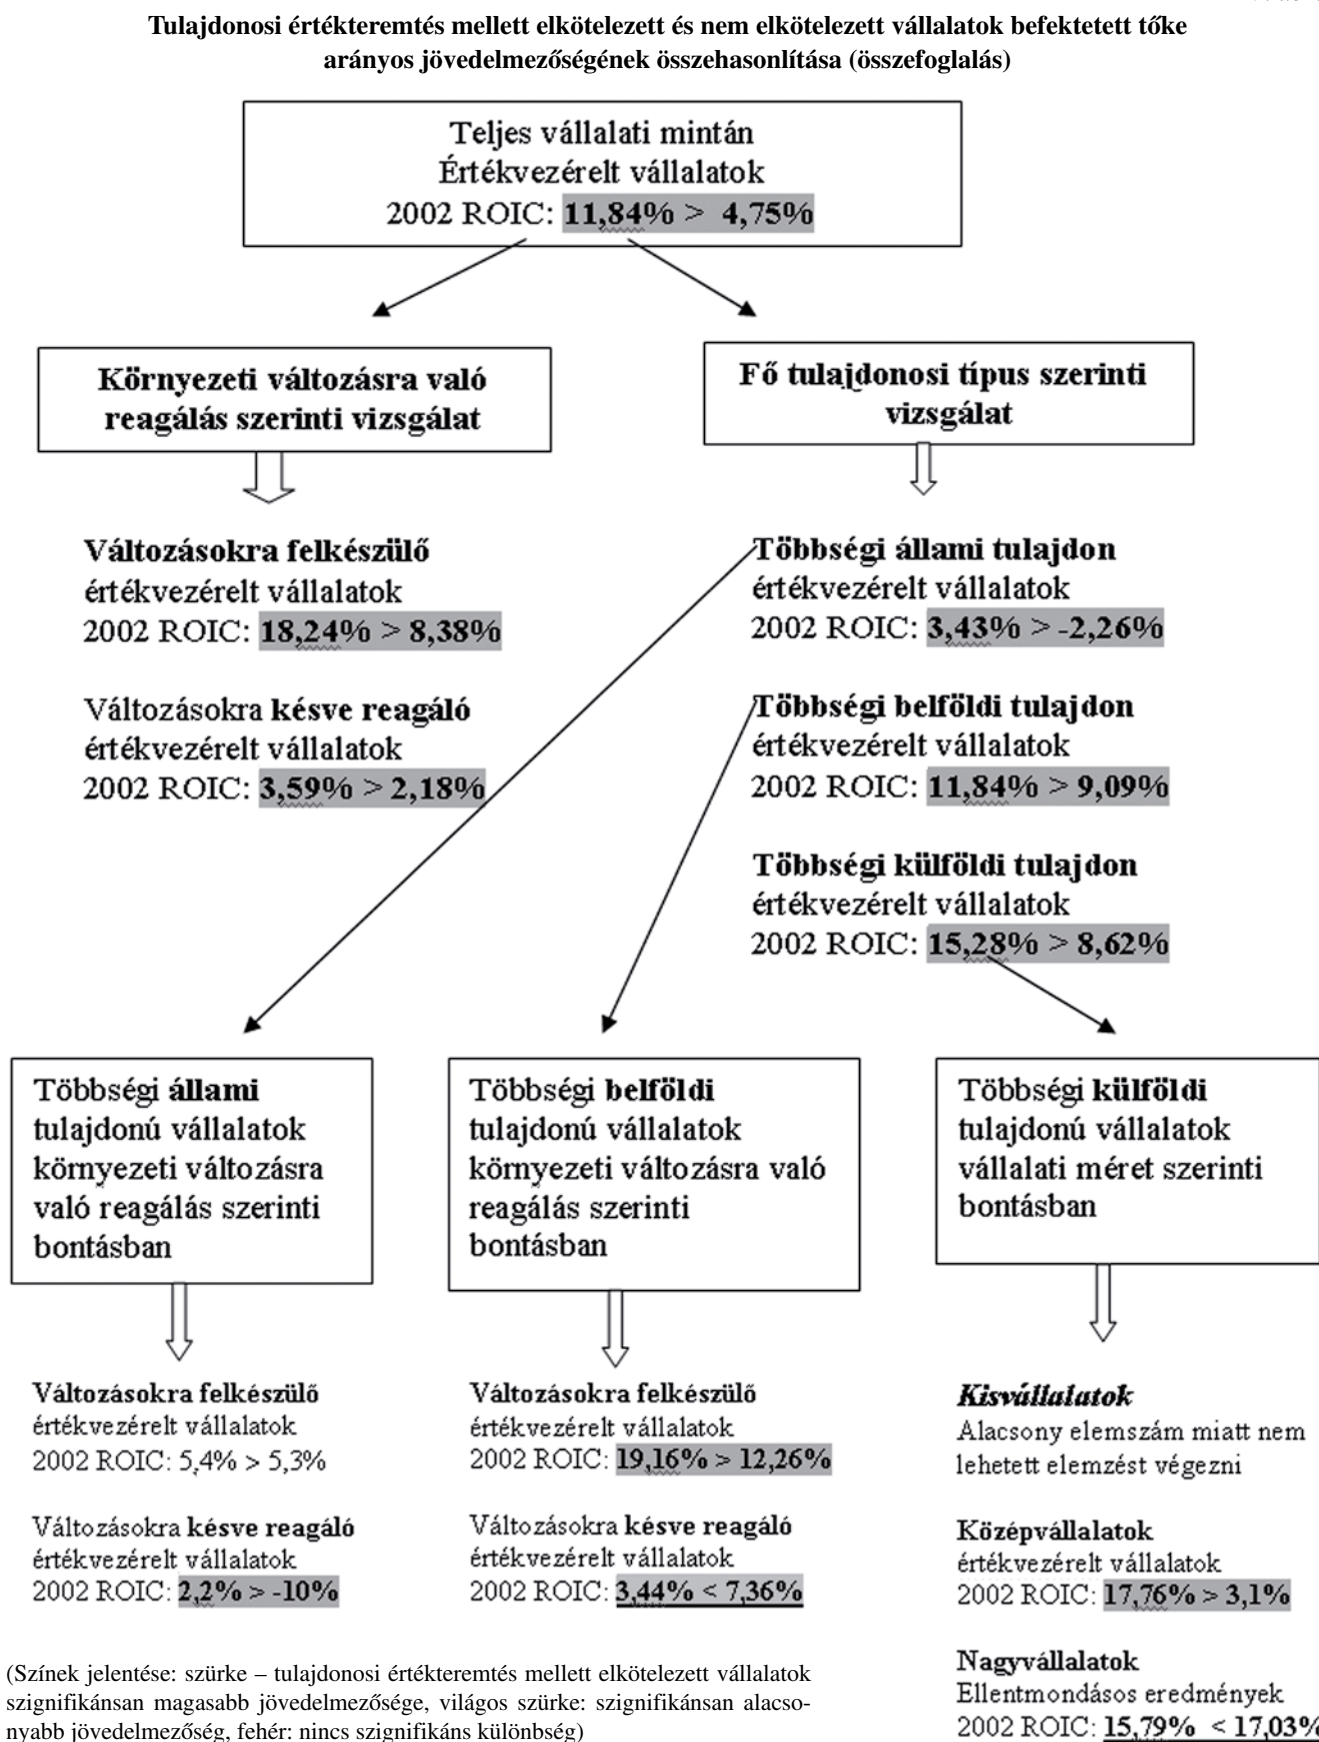 Tulajdonosi értékteremtés mellett elkötelezett és nem elkötelezett vállalatok befektetett tőke
arányos jövedelmezőségének összehasonlítása (összefoglalás)
Teljes vállalati mintán
Értékvezérelt vállalatok
2002 ROIC: 11,84% > 4,75%
Környezeti változásra való
reagálás szerinti vizsgálat
Fő tulajdonosi típus szerinti
vizsgálat
Változásokra felkészülő
értékvezérelt vállalatok
2002 ROIC: 18,24% > 8,38%
Változásokra késve reagáló
értékvezérelt vállalatok
2002 ROIC: 3,59% > 2,18%
Többségi állami tulajdon
értékvezérelt vállalatok
2002 ROIC: 3,43% > -2,26%
Többségi belföldi tulajdon
értékvezérelt vállalatok
2002 ROIC: 11,84% > 9,09%
Többségi külföldi tulajdon
értékvezérelt vállalatok
2002 ROIC: 15,28% > 8,62%
Többségi állami
tulajdonú vállalatok
környezeti változásra
való reagálás szerinti
bontásban
Változásokra felkészülő
értékvezérelt vállalatok
2002 ROIC: 5,4% > 5,3%
Változásokra késve reagáló
értékvezérelt vállalatok
2002 ROIC: 2,2% > -10%
Többségi belföldi
tulajdonú vállalatok
környezeti változásra való
reagálás szerinti
bontásban
Változásokra felkészülő
értékvezérelt vállalatok
2002 ROIC: 19,16% > 12,26%
Változásokra késve reagáló
értékvezérelt vállalatok
2002 ROIC: 3,44% < 7,36%
Többségi külföldi
tulajdonú vállalatok
vállalati méret szerinti
bontásban
Kisvállalatok
Alacsony elemszám miatt nem
lehetett elemzést végezni
Középvállalatok
értékvezérelt vállalatok
2002 ROIC: 17,76% > 3,1%
Nagyvállalatok
Ellentmondásos eredmények
2002 ROIC: 15,79% < 17,03%
(Színek jelentése: szürke – tulajdonosi értékteremtés mellett elkötelezett vállalatok
szignifikánsan magasabb jövedelmezősége, világos szürke: szignifikánsan alacso-
nyabb jövedelmezőség, fehér: nincs szignifikáns különbség)